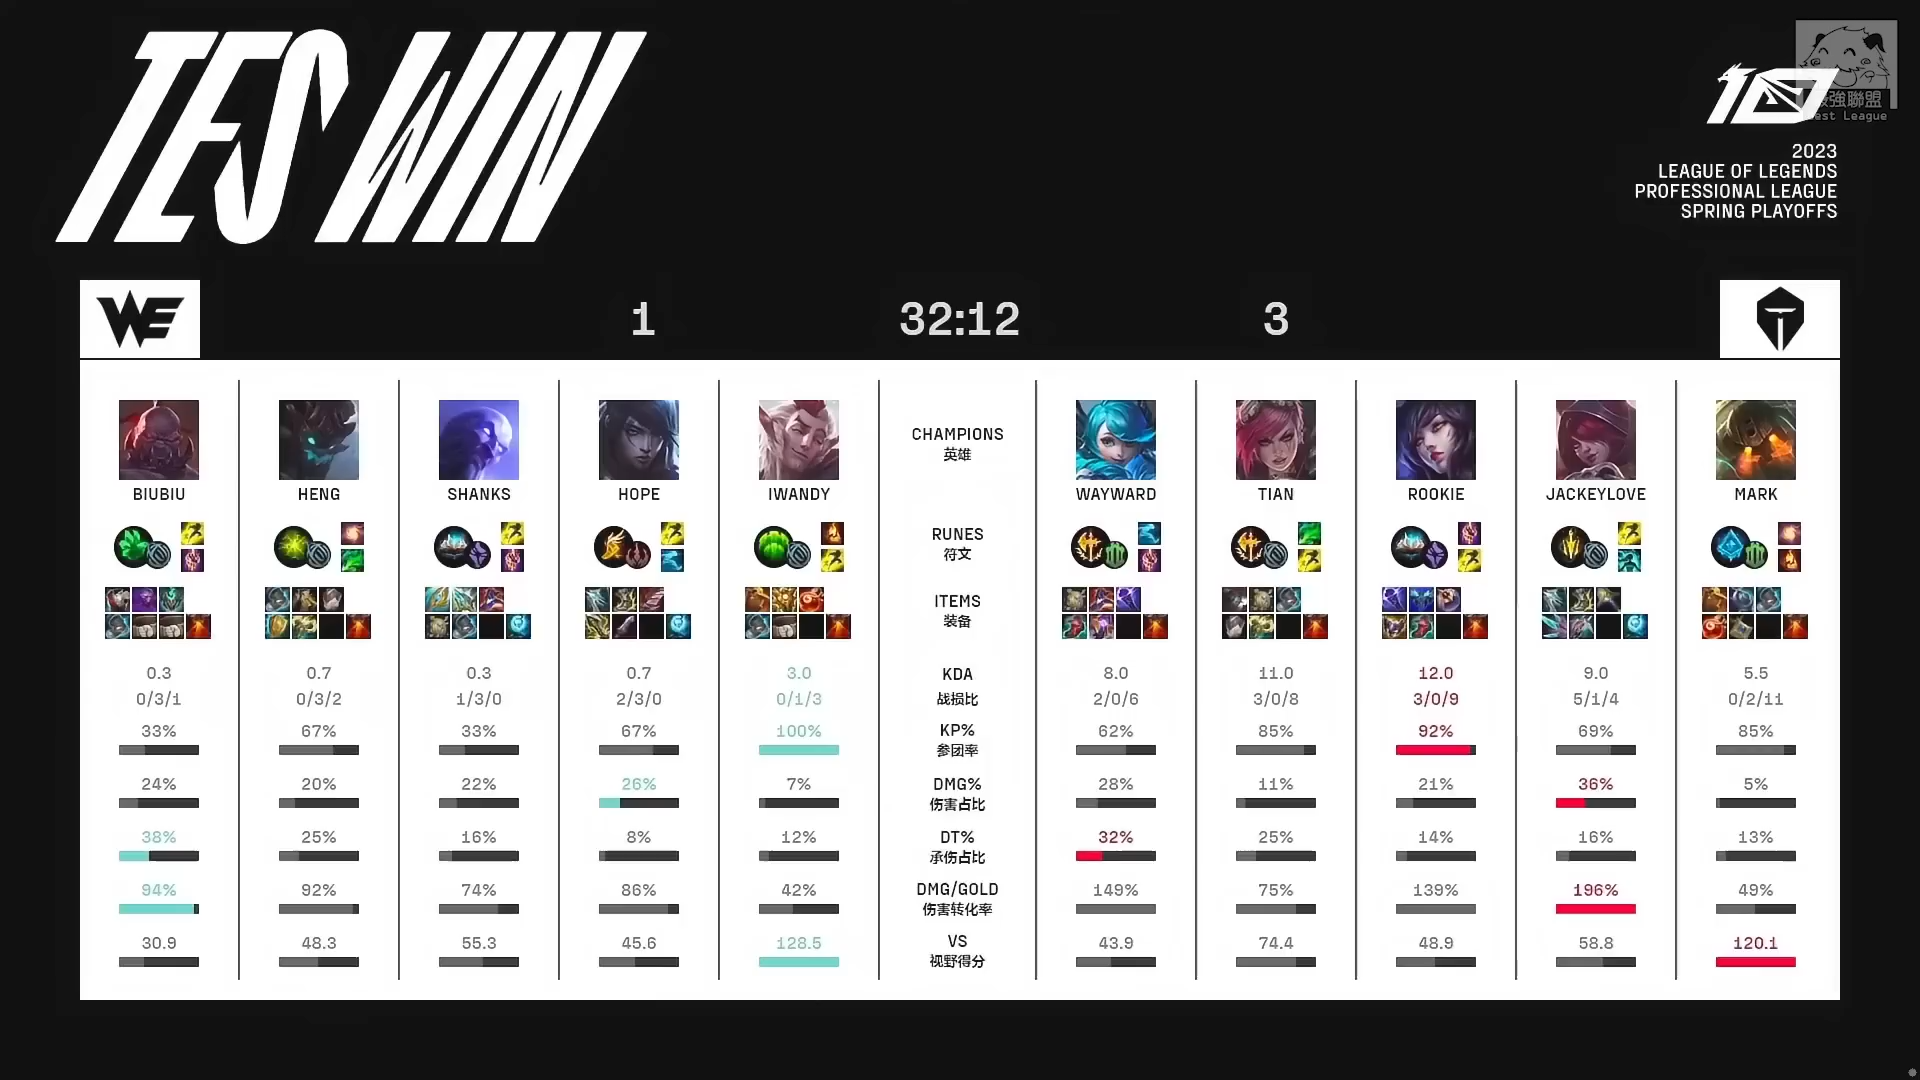 TES WIN
最強聯盟
Best League
2023
LEAGUE OF LEGENDS
PROFESSIONAL LEAGUE
SPRING PLAYOFFS
WE 1 32:12 3
CHAMPIONS
英雄
BIUBIU HENG SHANKS HOPE IWANDY WAYWARD TIAN ROOKIE JACKEYLOVE MARK
RUNES
符文
ITEMS
装备
0.3 0.7 0.3 0.7 3.0 KDA 8.0 11.0 12.0 9.0 5.5
0/3/1 0/3/2 1/3/0 2/3/0 0/1/3 战损比 2/0/6 3/0/8 3/0/9 5/1/4 0/2/11
33% 67% 33% 67% 100% KP% 62% 85% 92% 69% 85%
参团率
24% 20% 22% 26% 7% DMG% 28% 11% 21% 36% 5%
伤害占比
38% 25% 16% 8% 12% DT% 32% 25% 14% 16% 13%
承伤占比
94% 92% 74% 86% 42% DMG/GOLD 149% 75% 139% 196% 49%
伤害转化率
30.9 48.3 55.3 45.6 128.5 VS 43.9 74.4 48.9 58.8 120.1
视野得分